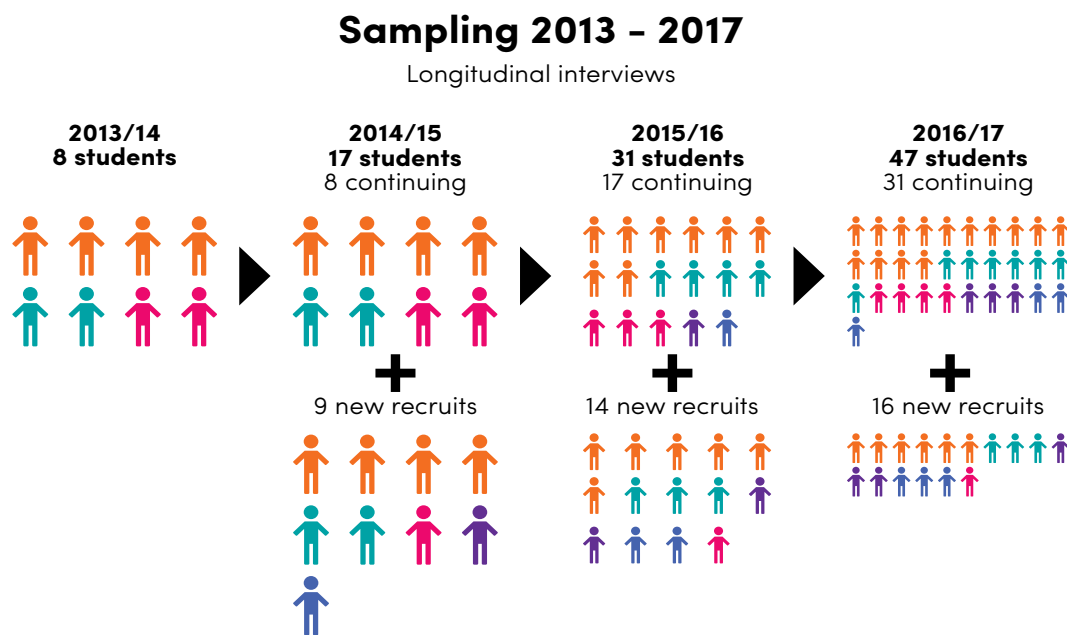 Sampling 2013 - 2017
Longitudinal interviews
2013/14
8 students
2014/15
17 students
8 continuing
2015/16
31 students
17 continuing
2016/17
47 students
31 continuing
9 new recruits
14 new recruits
16 new recruits